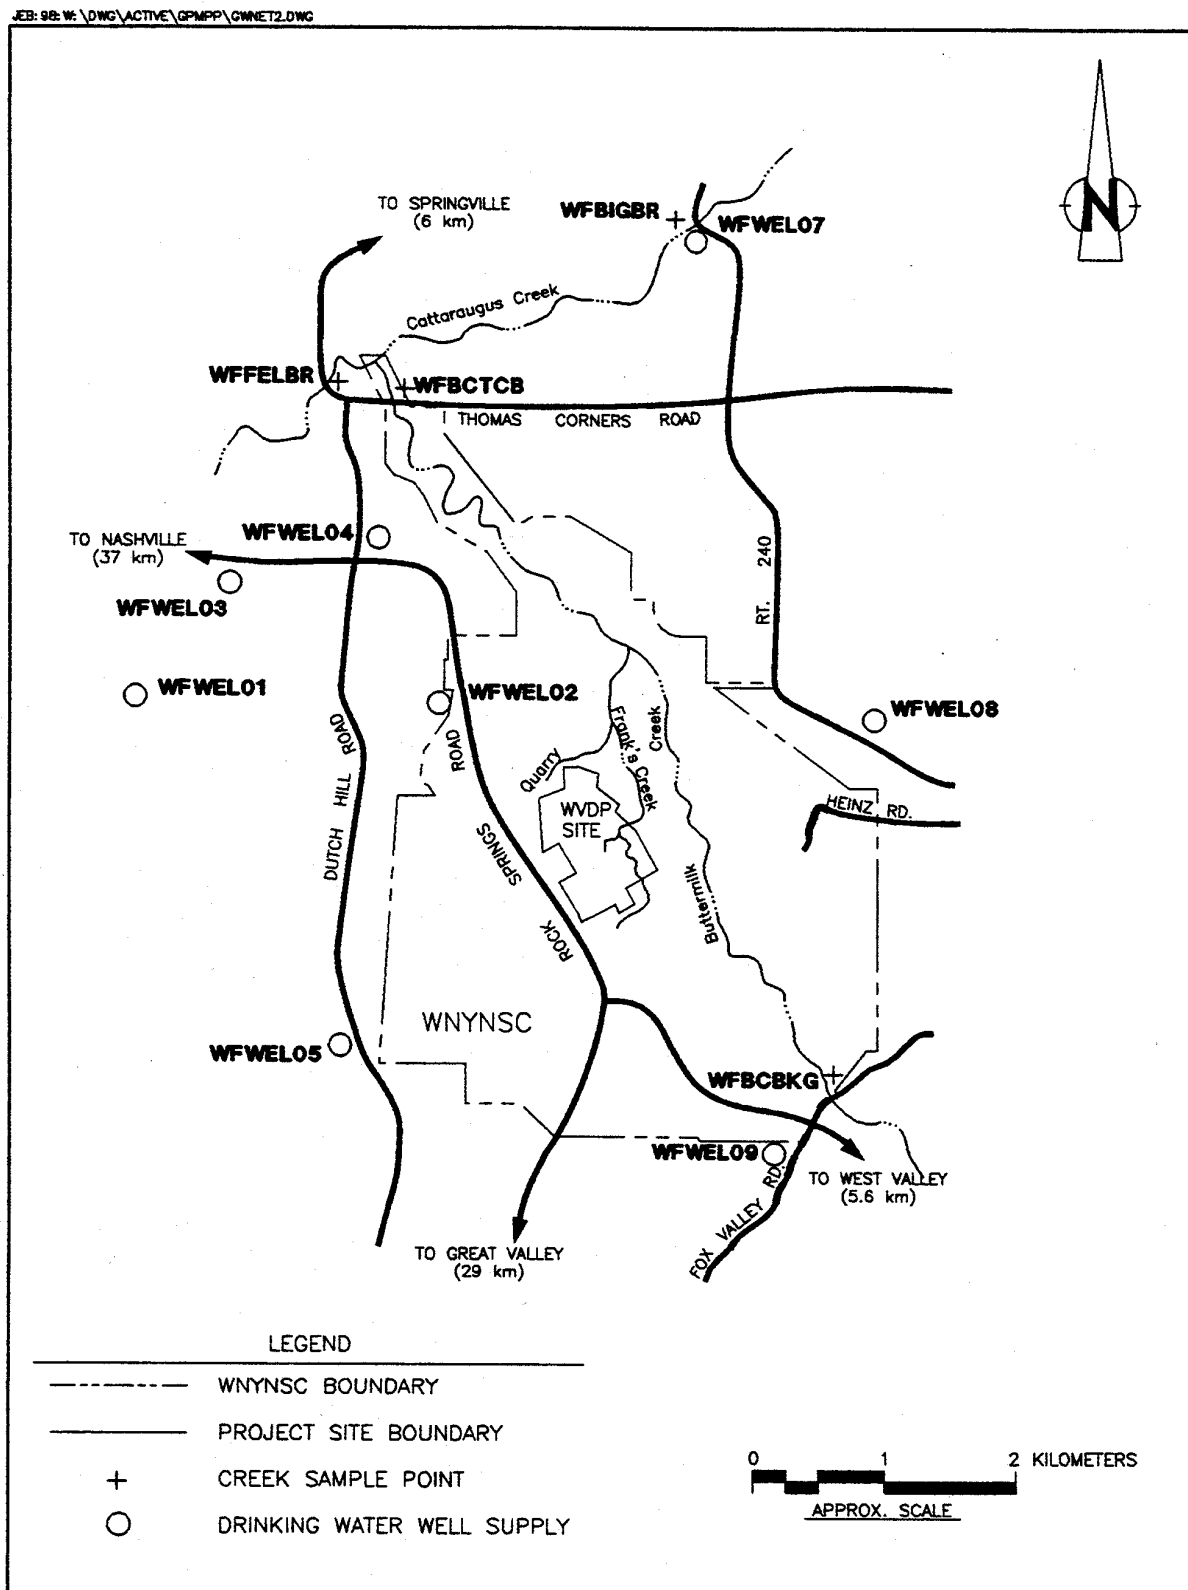 JEB: 98: W: \DWG\ACTIVE\GPMPP\GWNET2.DWG
TO SPRINGVILLE
(6 km)
WFBIGBR
WFWEL07
N
Cattaraugus Creek
WFFELBR
WFBCTCB
THOMAS CORNERS ROAD
TO NASHVILLE
(37 km)
WFWEL04
RT. 240
WFWEL03
WFWEL01
WFWEL02
WFWEL08
DUTCH HILL ROAD
ROCK SPRINGS ROAD
Quarry
Frank's Creek
Buttermilk Creek
WVDP
SITE
HEINZ RD.
WNYNSC
WFWEL05
WFBCBKG
WFWEL09
TO WEST VALLEY
(5.6 km)
FOX VALLEY RD.
TO GREAT VALLEY
(29 km)
LEGEND
WNYNSC BOUNDARY
PROJECT SITE BOUNDARY
CREEK SAMPLE POINT
DRINKING WATER WELL SUPPLY
0 1 2 KILOMETERS
APPROX. SCALE